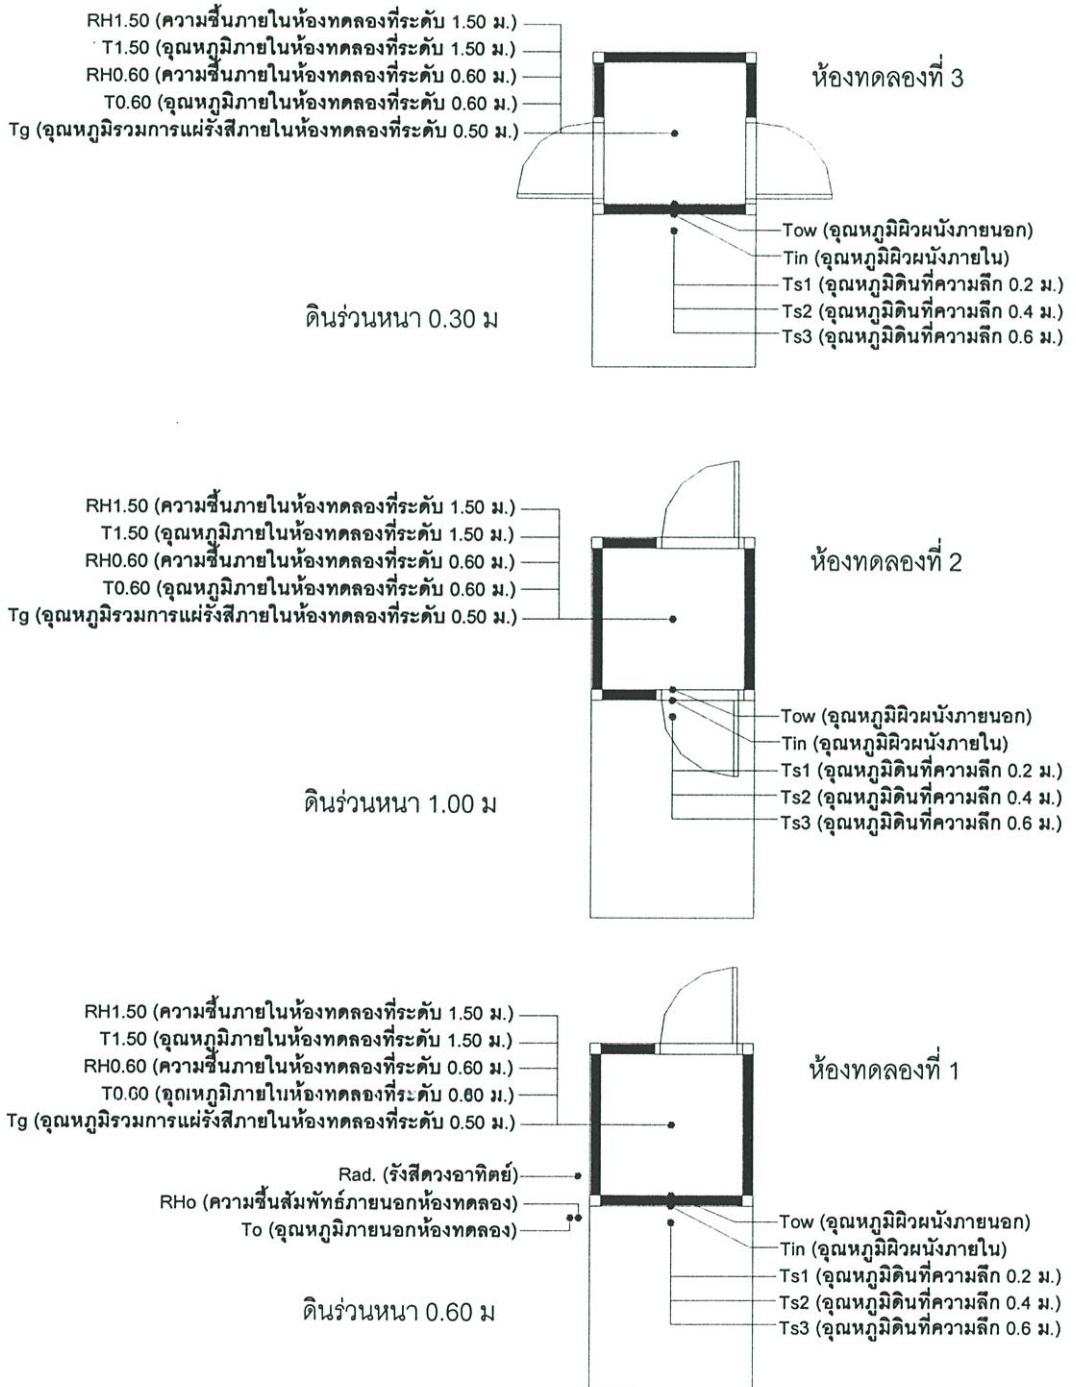 RH1.50 (ความชื้นภายในห้องทดลองที่ระดับ 1.50 ม.)
T1.50 (อุณหภูมิภายในห้องทดลองที่ระดับ 1.50 ม.)
RH0.60 (ความชื้นภายในห้องทดลองที่ระดับ 0.60 ม.)
T0.60 (อุณหภูมิภายในห้องทดลองที่ระดับ 0.60 ม.)
Tg (อุณหภูมิรวมการแผ่รังสีภายในห้องทดลองที่ระดับ 0.50 ม.)
ห้องทดลองที่ 3
Tow (อุณหภูมิผิวผนังภายนอก)
Tin (อุณหภูมิผิวผนังภายใน)
Ts1 (อุณหภูมิดินที่ความลึก 0.2 ม.)
Ts2 (อุณหภูมิดินที่ความลึก 0.4 ม.)
Ts3 (อุณหภูมิดินที่ความลึก 0.6 ม.)
ดินร่วนหนา 0.30 ม
RH1.50 (ความชื้นภายในห้องทดลองที่ระดับ 1.50 ม.)
T1.50 (อุณหภูมิภายในห้องทดลองที่ระดับ 1.50 ม.)
RH0.60 (ความชื้นภายในห้องทดลองที่ระดับ 0.60 ม.)
T0.60 (อุณหภูมิภายในห้องทดลองที่ระดับ 0.60 ม.)
Tg (อุณหภูมิรวมการแผ่รังสีภายในห้องทดลองที่ระดับ 0.50 ม.)
ห้องทดลองที่ 2
Tow (อุณหภูมิผิวผนังภายนอก)
Tin (อุณหภูมิผิวผนังภายใน)
Ts1 (อุณหภูมิดินที่ความลึก 0.2 ม.)
Ts2 (อุณหภูมิดินที่ความลึก 0.4 ม.)
Ts3 (อุณหภูมิดินที่ความลึก 0.6 ม.)
ดินร่วนหนา 1.00 ม
RH1.50 (ความชื้นภายในห้องทดลองที่ระดับ 1.50 ม.)
T1.50 (อุณหภูมิภายในห้องทดลองที่ระดับ 1.50 ม.)
RH0.60 (ความชื้นภายในห้องทดลองที่ระดับ 0.60 ม.)
T0.60 (อุณหภูมิภายในห้องทดลองที่ระดับ 0.60 ม.)
Tg (อุณหภูมิรวมการแผ่รังสีภายในห้องทดลองที่ระดับ 0.50 ม.)
ห้องทดลองที่ 1
Rad. (รังสีดวงอาทิตย์)
RHo (ความชื้นสัมพัทธ์ภายนอกห้องทดลอง)
To (อุณหภูมิภายนอกห้องทดลอง)
Tow (อุณหภูมิผิวผนังภายนอก)
Tin (อุณหภูมิผิวผนังภายใน)
Ts1 (อุณหภูมิดินที่ความลึก 0.2 ม.)
Ts2 (อุณหภูมิดินที่ความลึก 0.4 ม.)
Ts3 (อุณหภูมิดินที่ความลึก 0.6 ม.)
ดินร่วนหนา 0.60 ม